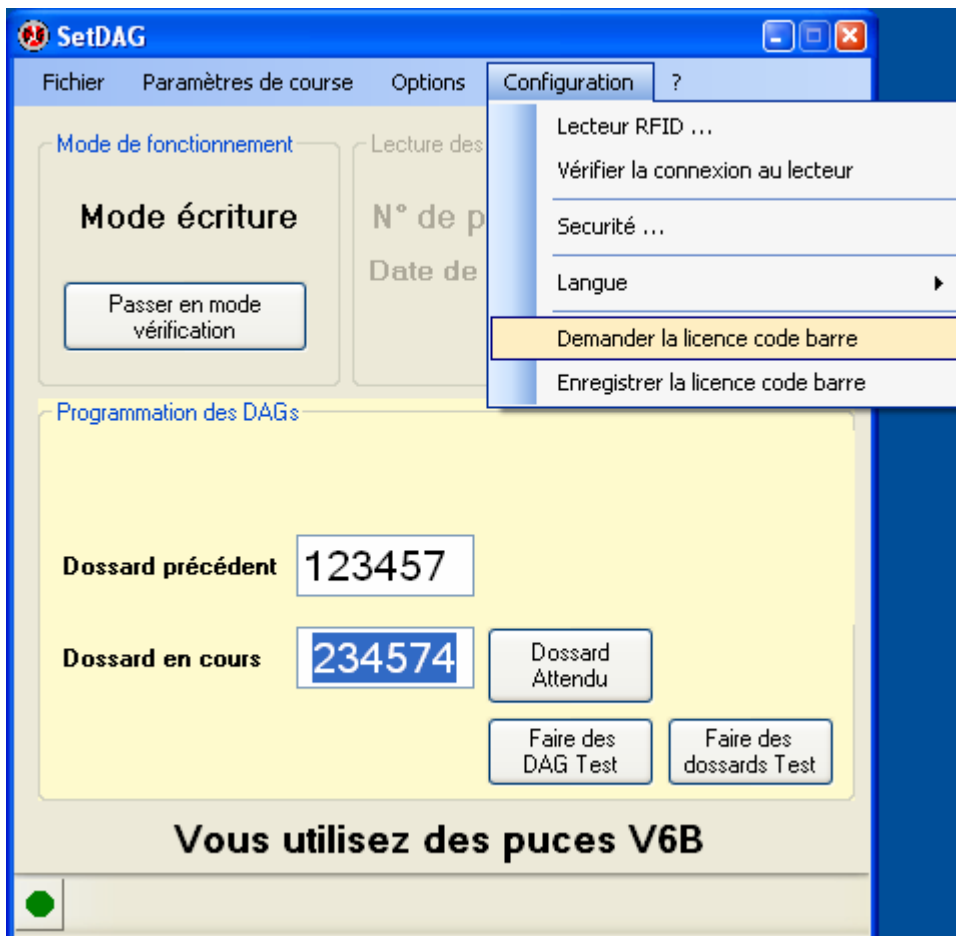 SetDAG
Fichier Paramètres de course Options Configuration ?
Lecteur RFID ...
Vérifier la connexion au lecteur
Securité ...
Langue
Demander la licence code barre
Enregistrer la licence code barre
Mode de fonctionnement
Mode écriture
Passer en mode
vérification
Lecture des
N° de
Date de
Programmation des DAGs
Dossard précédent 123457
Dossard en cours 234574
Dossard
Attendu
Faire des
DAG Test
Faire des
dossards Test
Vous utilisez des puces V6B